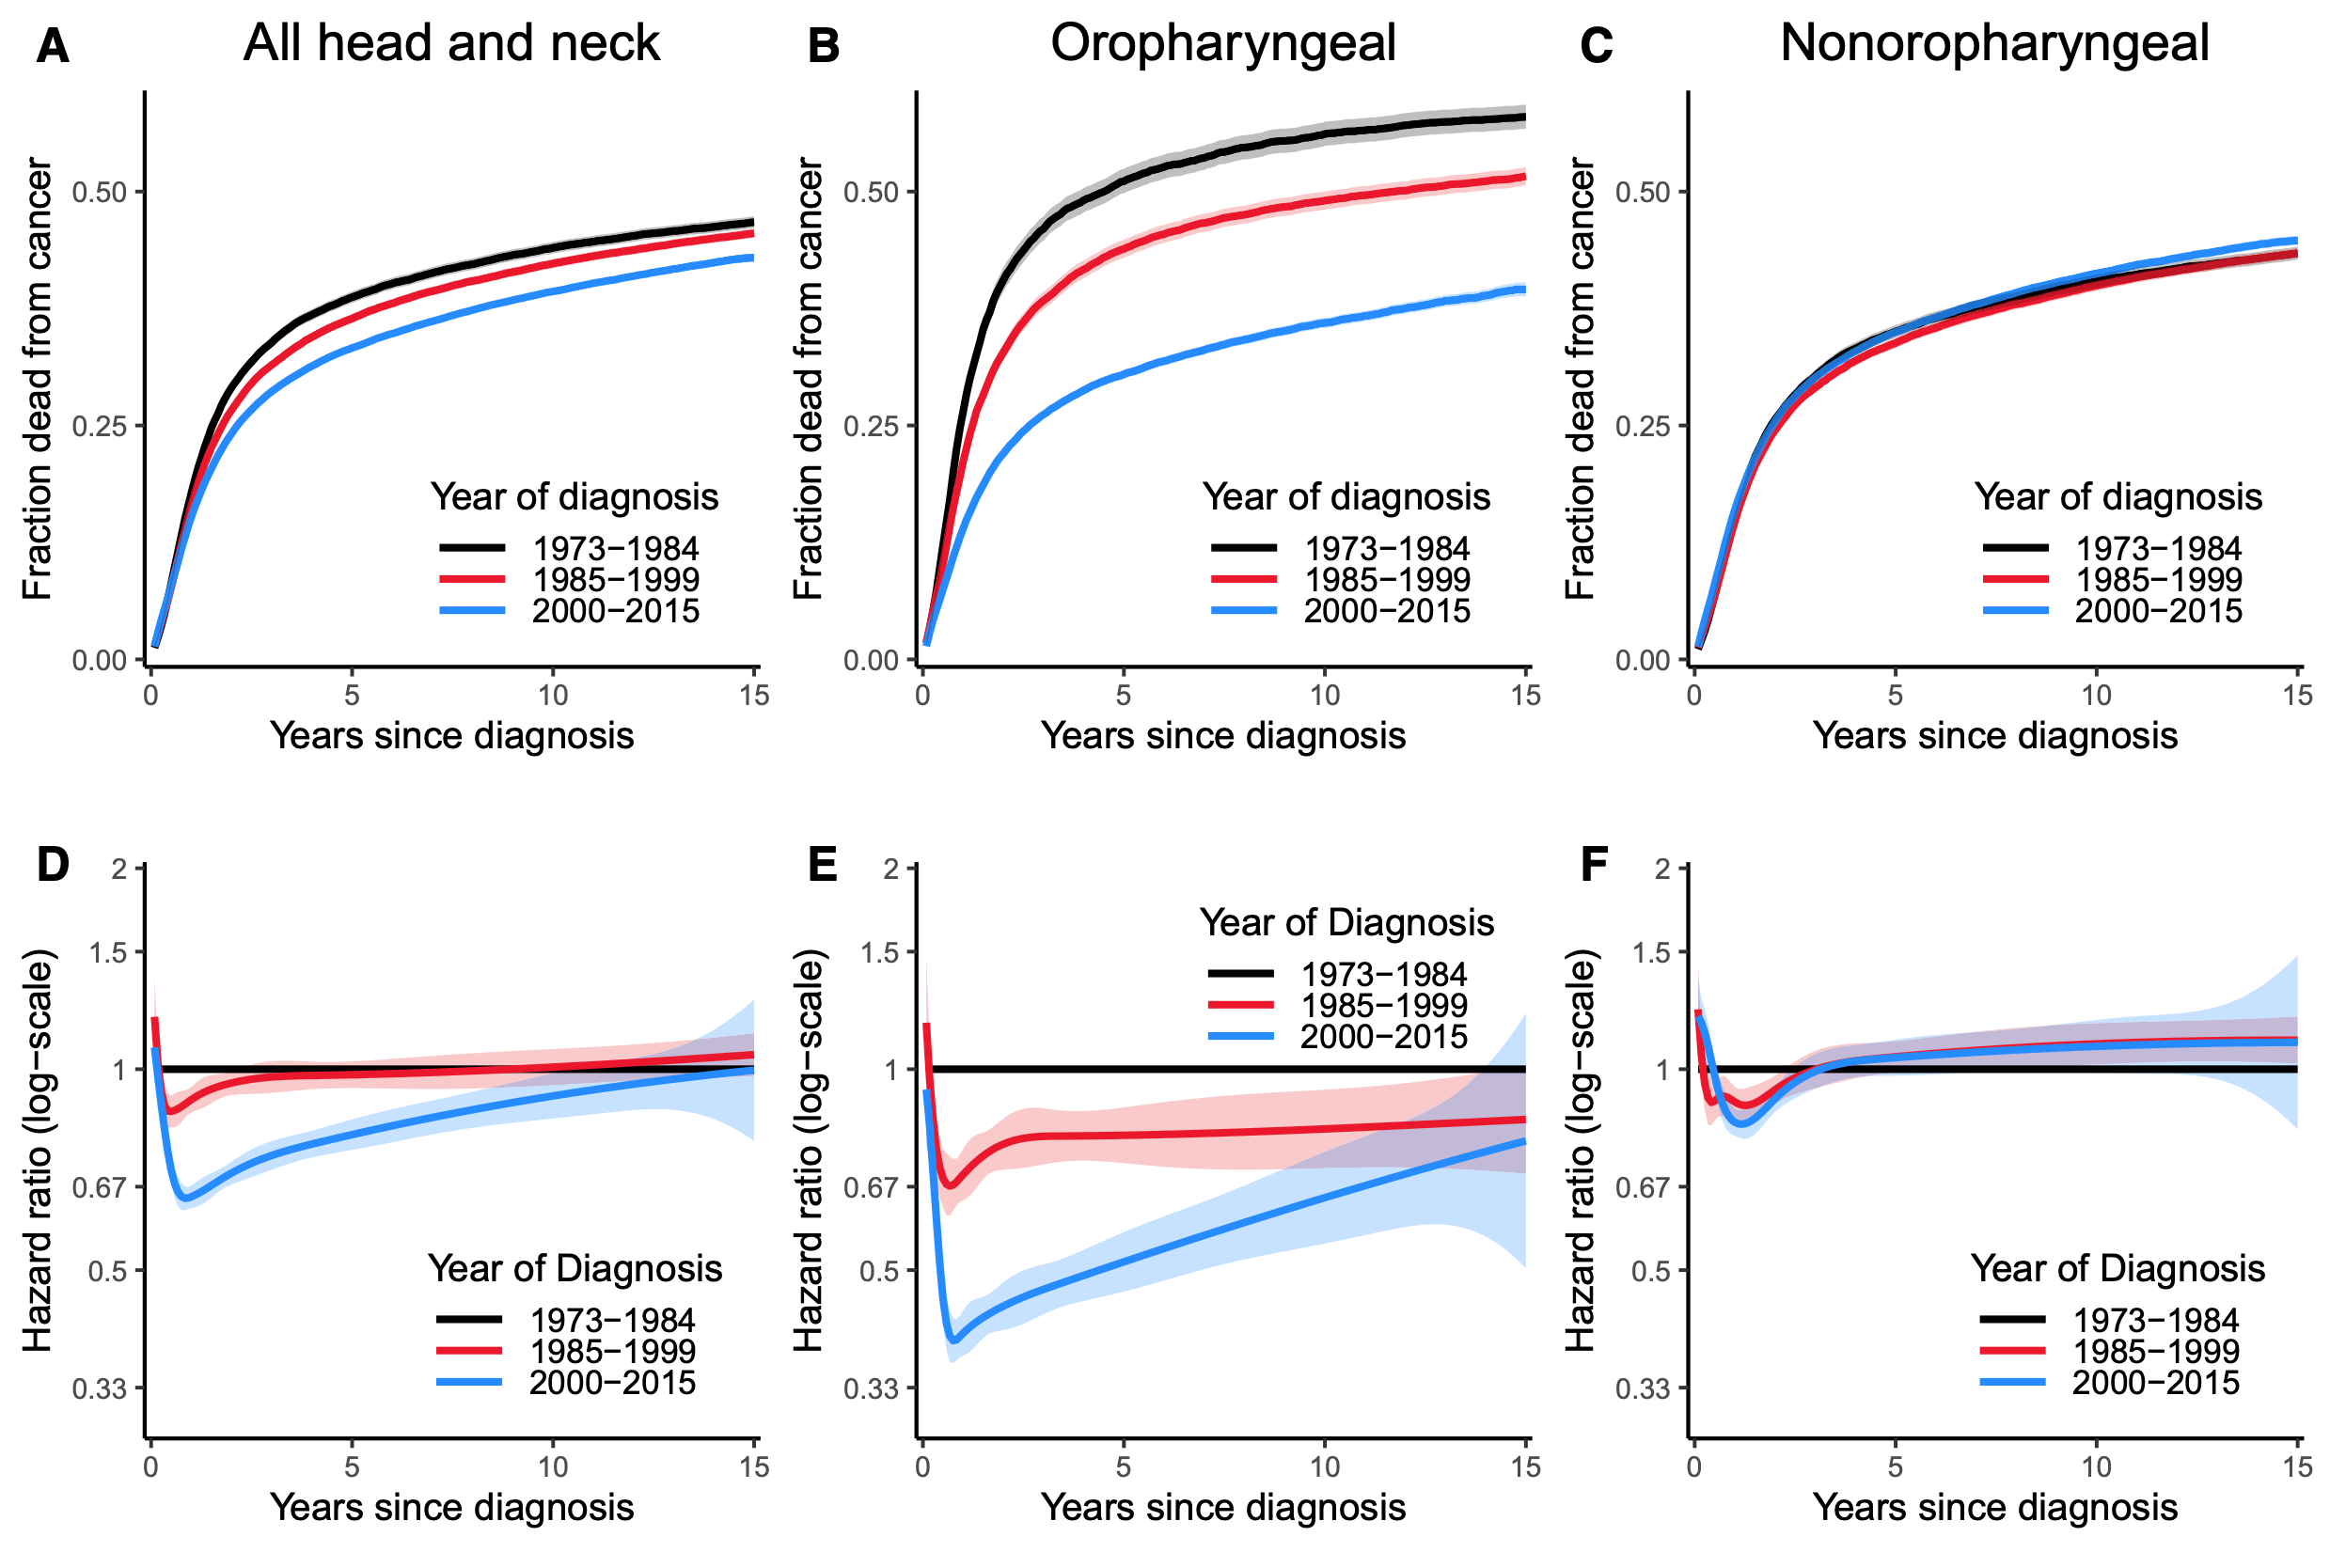 A All head and neck
Fraction dead from cancer
0.50
0.25
0.00
Year of diagnosis
1973−1984
1985−1999
2000−2015
0 5 10 15
Years since diagnosis
B Oropharyngeal
Fraction dead from cancer
0.50
0.25
0.00
Year of diagnosis
1973−1984
1985−1999
2000−2015
0 5 10 15
Years since diagnosis
C Nonoropharyngeal
Fraction dead from cancer
0.50
0.25
0.00
Year of diagnosis
1973−1984
1985−1999
2000−2015
0 5 10 15
Years since diagnosis
D
Hazard ratio (log−scale)
2
1.5
1
0.67
0.5
0.33
Year of Diagnosis
1973−1984
1985−1999
2000−2015
0 5 10 15
Years since diagnosis
E
Hazard ratio (log−scale)
2
1.5
1
0.67
0.5
0.33
Year of Diagnosis
1973−1984
1985−1999
2000−2015
0 5 10 15
Years since diagnosis
F
Hazard ratio (log−scale)
2
1.5
1
0.67
0.5
0.33
Year of Diagnosis
1973−1984
1985−1999
2000−2015
0 5 10 15
Years since diagnosis